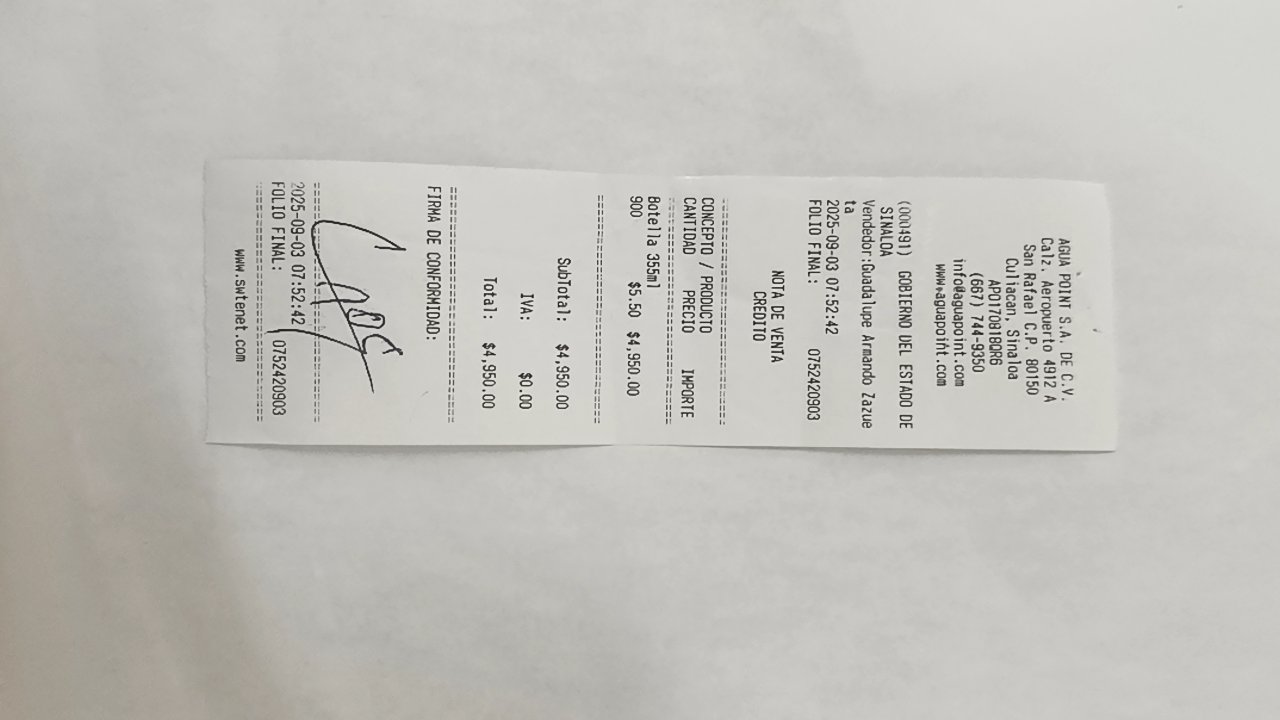 AGUA POINT S.A. DE C.V.
Calz. Aeropuerto 4912 A
San Rafael C.P. 80150
Culiacan, Sinaloa
APO170818QR6
(667) 744-9350
info@aguapoint.com
www.aguapoint.com
(000491) GOBIERNO DEL ESTADO DE
SINALOA
Vendedor:Guadalupe Armando Zazue
ta
2025-09-03 07:52:42
FOLIO FINAL: 0752420903
NOTA DE VENTA
CREDITO
CONCEPTO / PRODUCTO
CANTIDAD PRECIO IMPORTE
Botella 355ml
900 $5.50 $4,950.00
SubTotal: $4,950.00
IVA: $0.00
Total: $4,950.00
FIRMA DE CONFORMIDAD:
2025-09-03 07:52:42
FOLIO FINAL: 0752420903
www.swtenet.com